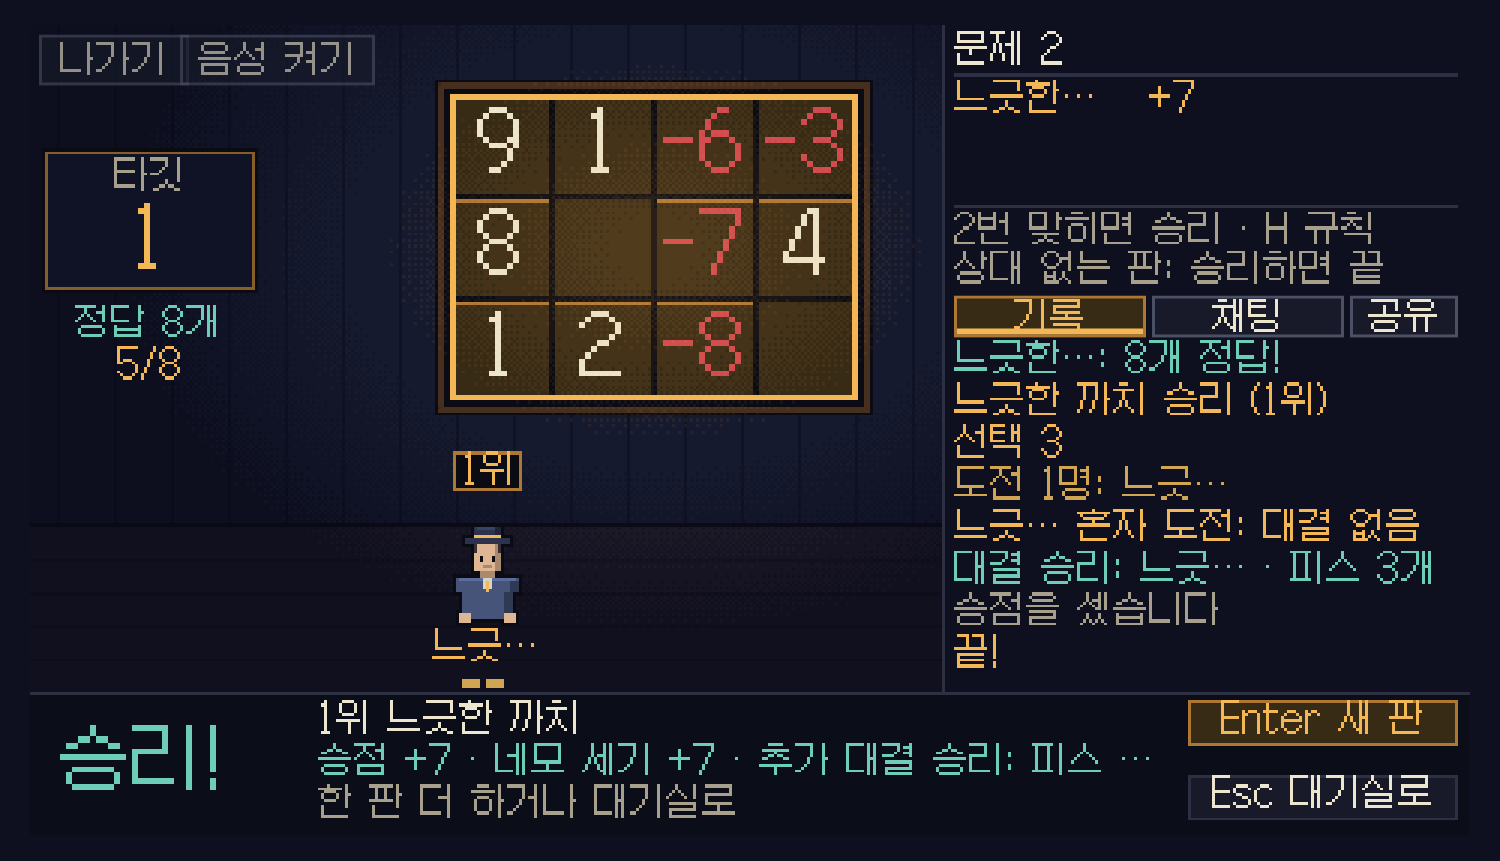 나가기 음성 켜기
타깃
1
정답 8개
5/8
9 1 -6 -3
8 -7 4
1 2 -8
1위
느긋…
문제 2
느긋한… +7
2번 맞히면 승리 · H 규칙
상대 없는 판: 승리하면 끝
기록 채팅 공유
느긋한…: 8개 정답!
느긋한 까치 승리 (1위)
선택 3
도전 1명: 느긋…
느긋… 혼자 도전: 대결 없음
대결 승리: 느긋… · 피스 3개
승점을 셌습니다
끝!
승리!
1위 느긋한 까치
승점 +7 · 네모 세기 +7 · 추가 대결 승리: 피스 …
한 판 더 하거나 대기실로
Enter 새 판
Esc 대기실로